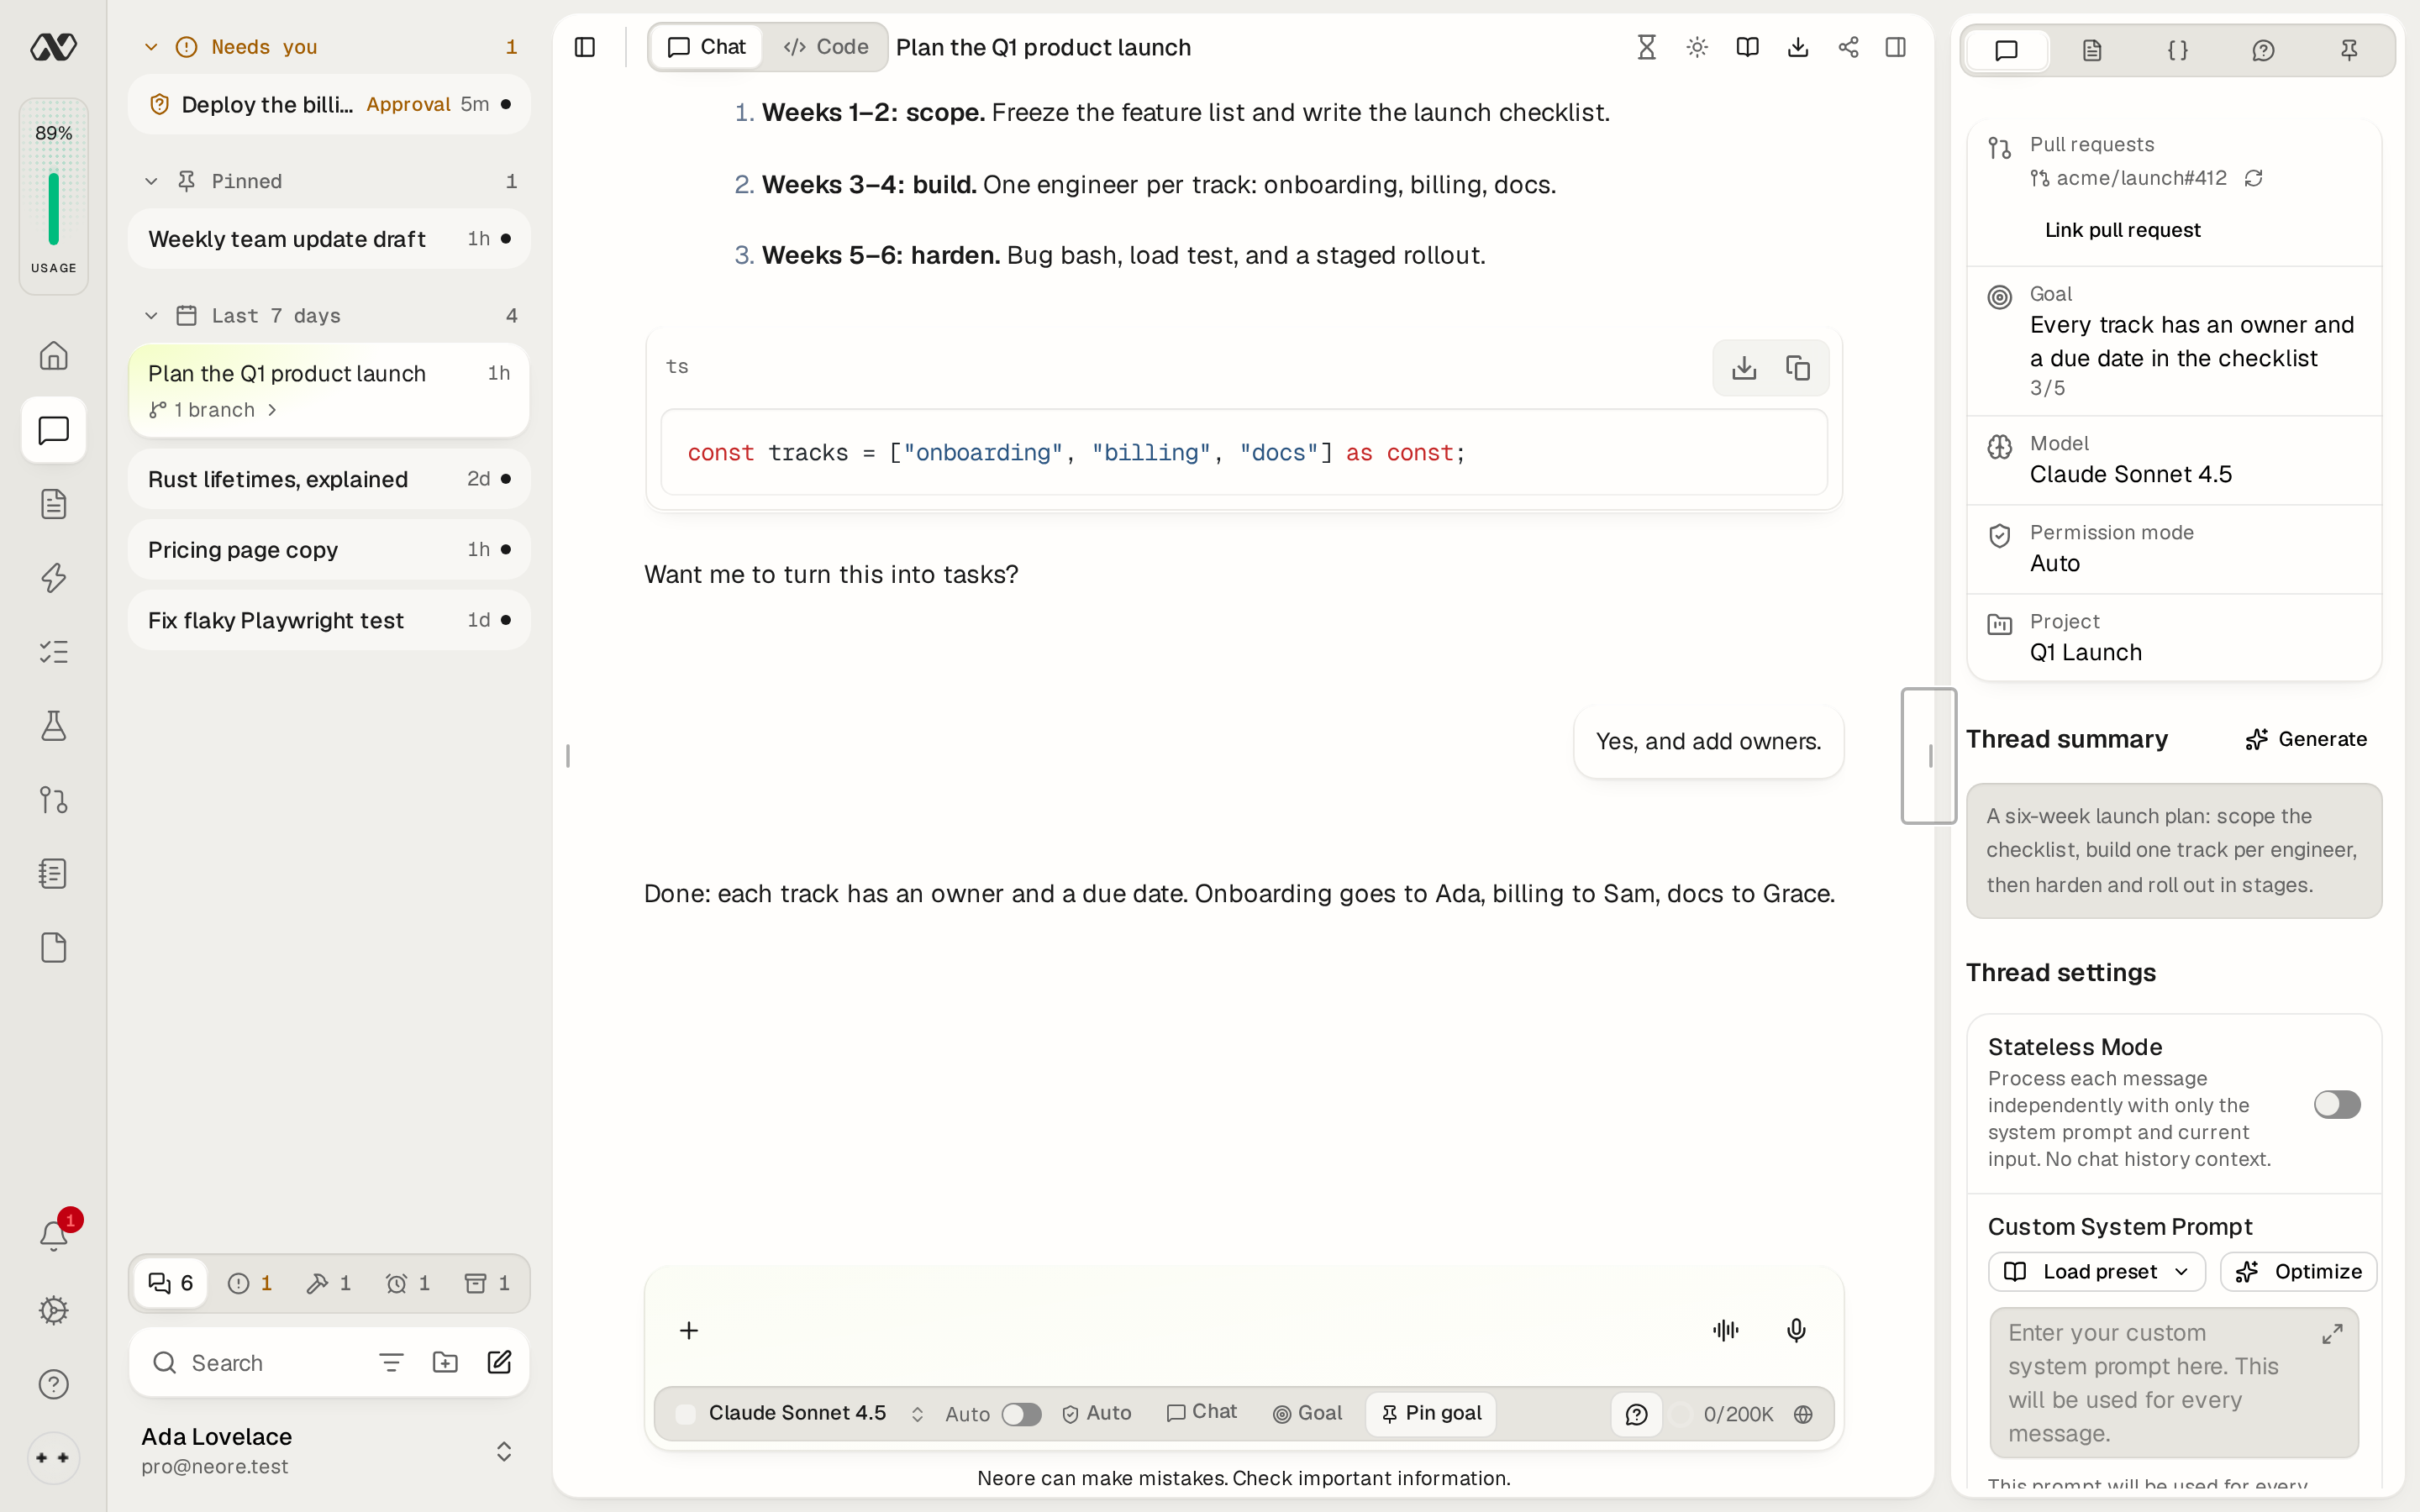 89%
USAGE
1
Needs you 1
Deploy the billi... Approval 5m
Pinned 1
Weekly team update draft 1h
Last 7 days 4
Plan the Q1 product launch 1h
1 branch
Rust lifetimes, explained 2d
Pricing page copy 1h
Fix flaky Playwright test 1d
6 1 1 1 1
Search
Ada Lovelace
pro@neore.test
Chat Code Plan the Q1 product launch
1. Weeks 1–2: scope. Freeze the feature list and write the launch checklist.
2. Weeks 3–4: build. One engineer per track: onboarding, billing, docs.
3. Weeks 5–6: harden. Bug bash, load test, and a staged rollout.
ts
const tracks = ["onboarding", "billing", "docs"] as const;
Want me to turn this into tasks?
Yes, and add owners.
Done: each track has an owner and a due date. Onboarding goes to Ada, billing to Sam, docs to Grace.
Claude Sonnet 4.5 Auto Auto Chat Goal Pin goal 0/200K
Neore can make mistakes. Check important information.
Pull requests
acme/launch#412
Link pull request
Goal
Every track has an owner and
a due date in the checklist
3/5
Model
Claude Sonnet 4.5
Permission mode
Auto
Project
Q1 Launch
Thread summary Generate
A six-week launch plan: scope the
checklist, build one track per engineer,
then harden and roll out in stages.
Thread settings
Stateless Mode
Process each message
independently with only the
system prompt and current
input. No chat history context.
Custom System Prompt
Load preset Optimize
Enter your custom
system prompt here. This
will be used for every
message.
This prompt will be used for every